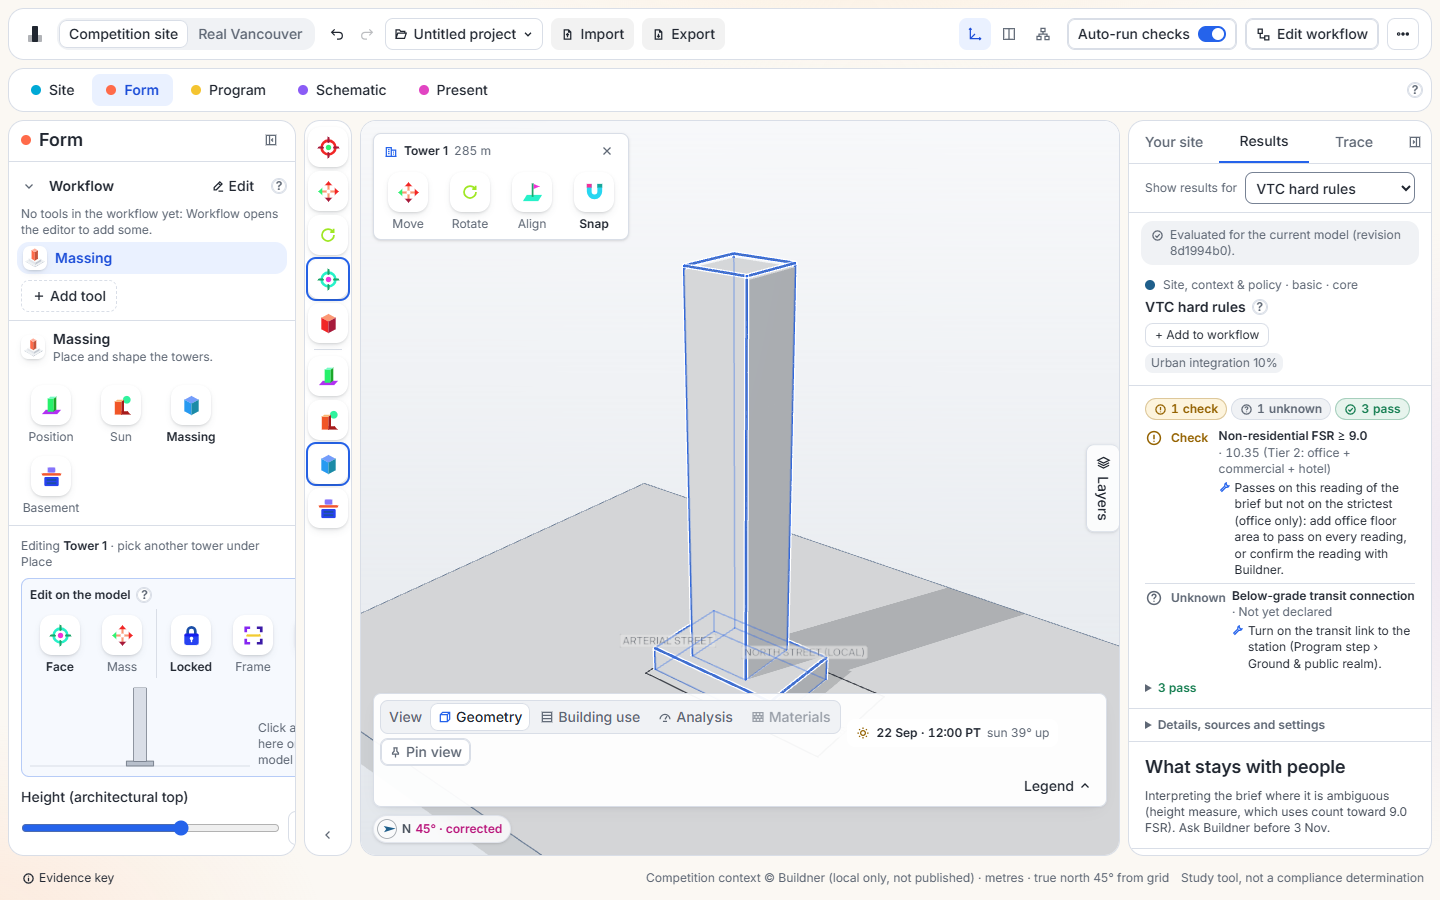 Competition site
Real Vancouver
Untitled project
Import
Export
Auto-run checks
Edit workflow
Site
Form
Program
Schematic
Present
?
Form
Workflow
Edit
?
No tools in the workflow yet: Workflow opens
the editor to add some.
Massing
+ Add tool
Massing
Place and shape the towers.
Position
Sun
Massing
Basement
Editing Tower 1 · pick another tower under
Place
Edit on the model
?
Face
Mass
Locked
Frame
Click a
here o
model
Height (architectural top)
Tower 1 285 m
Move
Rotate
Align
Snap
ARTERIAL STREET
NORTH STREET (LOCAL)
Layers
View
Geometry
Building use
Analysis
Materials
Pin view
22 Sep · 12:00 PT sun 39° up
Legend
N 45° · corrected
Your site
Results
Trace
Show results for
VTC hard rules
Evaluated for the current model (revision
8d1994b0).
Site, context & policy · basic · core
VTC hard rules
?
+ Add to workflow
Urban integration 10%
1 check
1 unknown
3 pass
Check
Non-residential FSR ≥ 9.0
· 10.35 (Tier 2: office +
commercial + hotel)
Passes on this reading of the
brief but not on the strictest
(office only): add office floor
area to pass on every reading,
or confirm the reading with
Buildner.
Unknown
Below-grade transit connection
· Not yet declared
Turn on the transit link to the
station (Program step ›
Ground & public realm).
3 pass
Details, sources and settings
What stays with people
Interpreting the brief where it is ambiguous
(height measure, which uses count toward 9.0
FSR). Ask Buildner before 3 Nov.
Evidence key
Competition context © Buildner (local only, not published) · metres · true north 45° from grid
Study tool, not a compliance determination